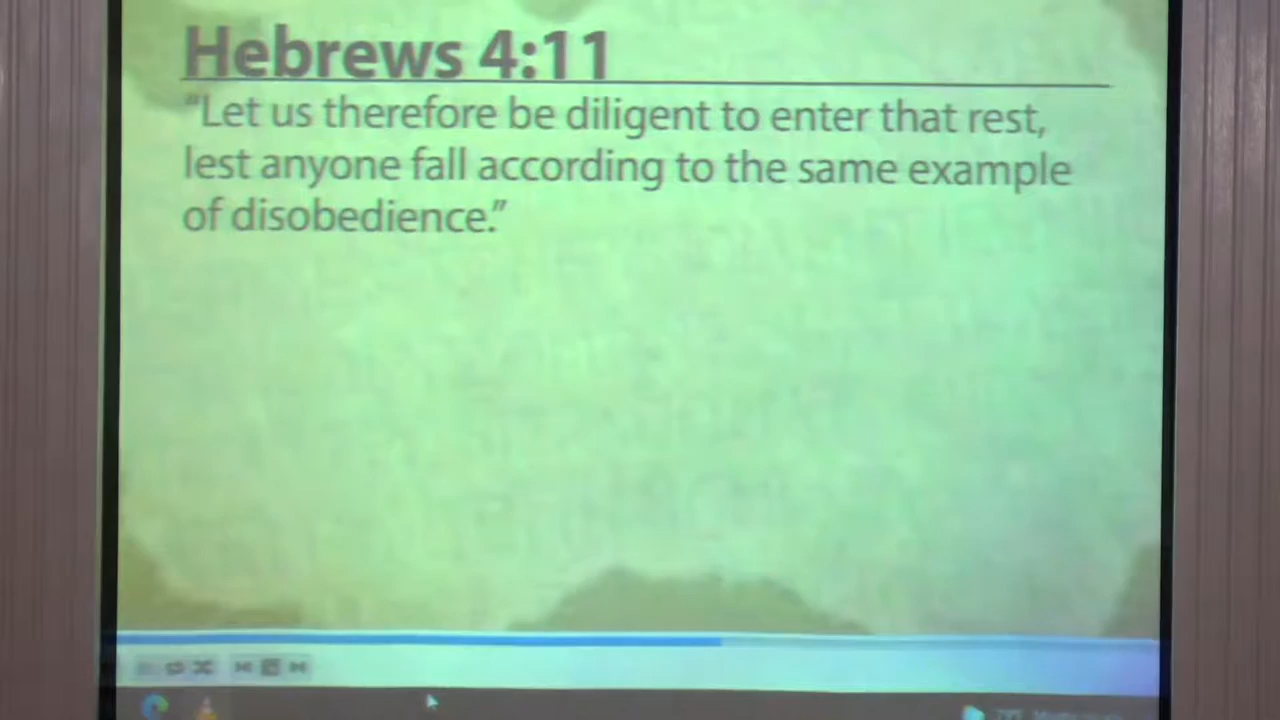 Hebrews 4:11
“Let us therefore be diligent to enter that rest,
lest anyone fall according to the same example
of disobedience.”